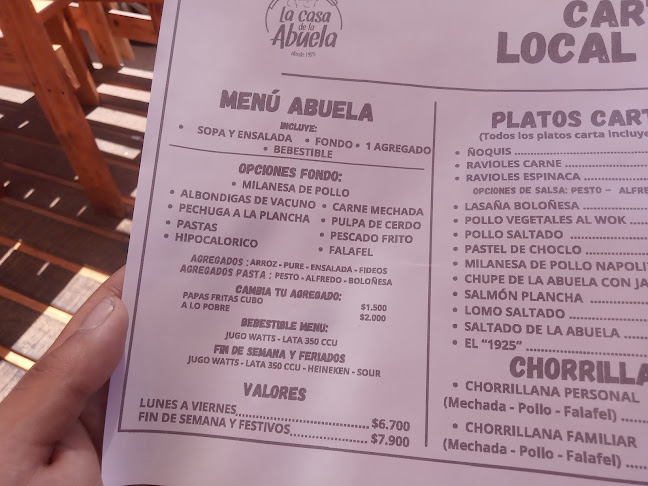 La Casa
de la
Abuela
desde 1925
MENÚ ABUELA
INCLUYE:
• SOPA Y ENSALADA • FONDO • 1 AGREGADO
• BEBESTIBLE
OPCIONES FONDO:
• MILANESA DE POLLO
• ALBONDIGAS DE VACUNO • CARNE MECHADA
• PECHUGA A LA PLANCHA • PULPA DE CERDO
• PASTAS • PESCADO FRITO
• HIPOCALORICO • FALAFEL
AGREGADOS : ARROZ - PURE - ENSALADA - FIDEOS
AGREGADOS PASTA : PESTO - ALFREDO - BOLOÑESA
CAMBIA TU AGREGADO:
PAPAS FRITAS CUBO $1.500
A LO POBRE $2.000
BEBESTIBLE MENU:
JUGO WATTS - LATA 350 CCU
FIN DE SEMANA Y FERIADOS
JUGO WATTS - LATA 350 CCU - HEINEKEN - SOUR
VALORES
LUNES A VIERNES........................ $6.700
FIN DE SEMANA Y FESTIVOS.............. $7.900
CART
LOCAL
PLATOS CART
(Todos los platos carta incluye
• ÑOQUIS
• RAVIOLES CARNE
• RAVIOLES ESPINACA
OPCIONES DE SALSA: PESTO – ALFRE
• LASAÑA BOLOÑESA
• POLLO VEGETALES AL WOK
• POLLO SALTADO
• PASTEL DE CHOCLO
• MILANESA DE POLLO NAPOLI
• CHUPE DE LA ABUELA CON JA
• SALMÓN PLANCHA
• LOMO SALTADO
• SALTADO DE LA ABUELA
• EL “1925”
CHORRILLA
• CHORRILLANA PERSONAL
(Mechada - Pollo - Falafel)
• CHORRILLANA FAMILIAR
(Mechada - Pollo - Falafel)